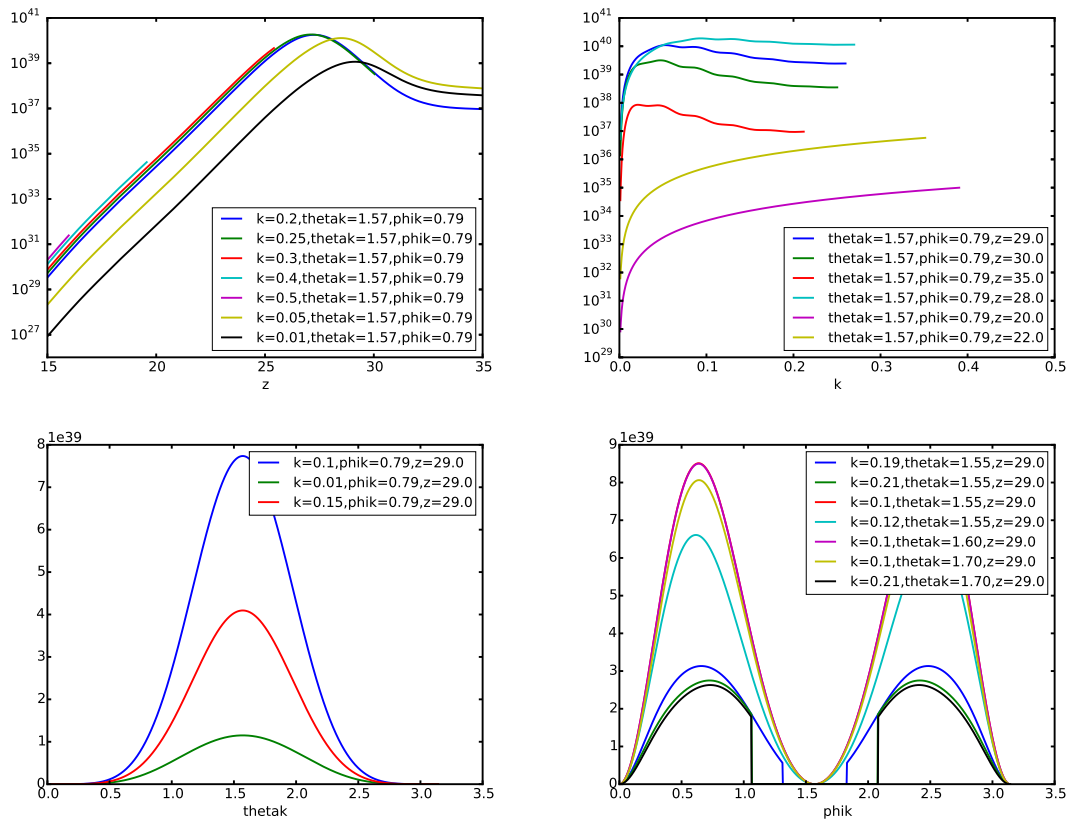 10^41
10^39
10^37
10^35
10^33
10^31
10^29
10^27
k=0.2,thetak=1.57,phik=0.79
k=0.25,thetak=1.57,phik=0.79
k=0.3,thetak=1.57,phik=0.79
k=0.4,thetak=1.57,phik=0.79
k=0.5,thetak=1.57,phik=0.79
k=0.05,thetak=1.57,phik=0.79
k=0.01,thetak=1.57,phik=0.79
15 20 25 30 35
z
10^41
10^40
10^39
10^38
10^37
10^36
10^35
10^34
10^33
10^32
10^31
10^30
10^29
thetak=1.57,phik=0.79,z=29.0
thetak=1.57,phik=0.79,z=30.0
thetak=1.57,phik=0.79,z=35.0
thetak=1.57,phik=0.79,z=28.0
thetak=1.57,phik=0.79,z=20.0
thetak=1.57,phik=0.79,z=22.0
0.0 0.1 0.2 0.3 0.4 0.5
k
1e39
8
7
6
5
4
3
2
1
0
k=0.1,phik=0.79,z=29.0
k=0.01,phik=0.79,z=29.0
k=0.15,phik=0.79,z=29.0
0.0 0.5 1.0 1.5 2.0 2.5 3.0 3.5
thetak
1e39
9
8
7
6
5
4
3
2
1
0
k=0.19,thetak=1.55,z=29.0
k=0.21,thetak=1.55,z=29.0
k=0.1,thetak=1.55,z=29.0
k=0.12,thetak=1.55,z=29.0
k=0.1,thetak=1.60,z=29.0
k=0.1,thetak=1.70,z=29.0
k=0.21,thetak=1.70,z=29.0
0.0 0.5 1.0 1.5 2.0 2.5 3.0 3.5
phik